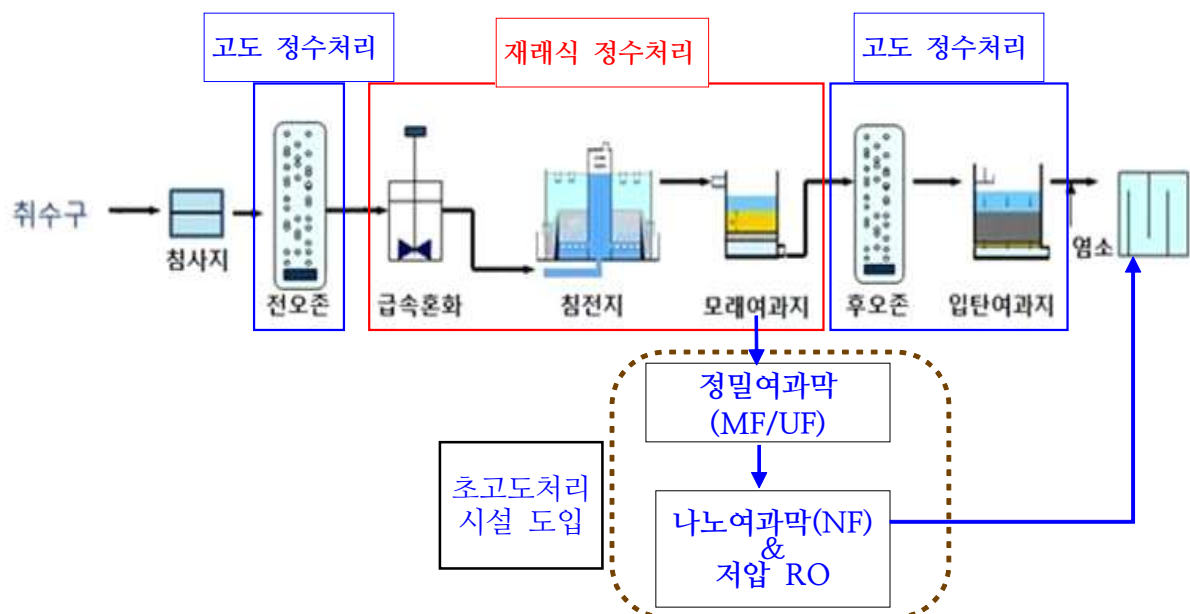 고도 정수처리
재래식 정수처리
고도 정수처리
취수구
침사지
전오존
급속혼화
침전지
모래여과지
후오존
입탄여과지
염소
정밀여과막
(MF/UF)
초고도처리
시설 도입
나노여과막(NF)
&
저압 RO